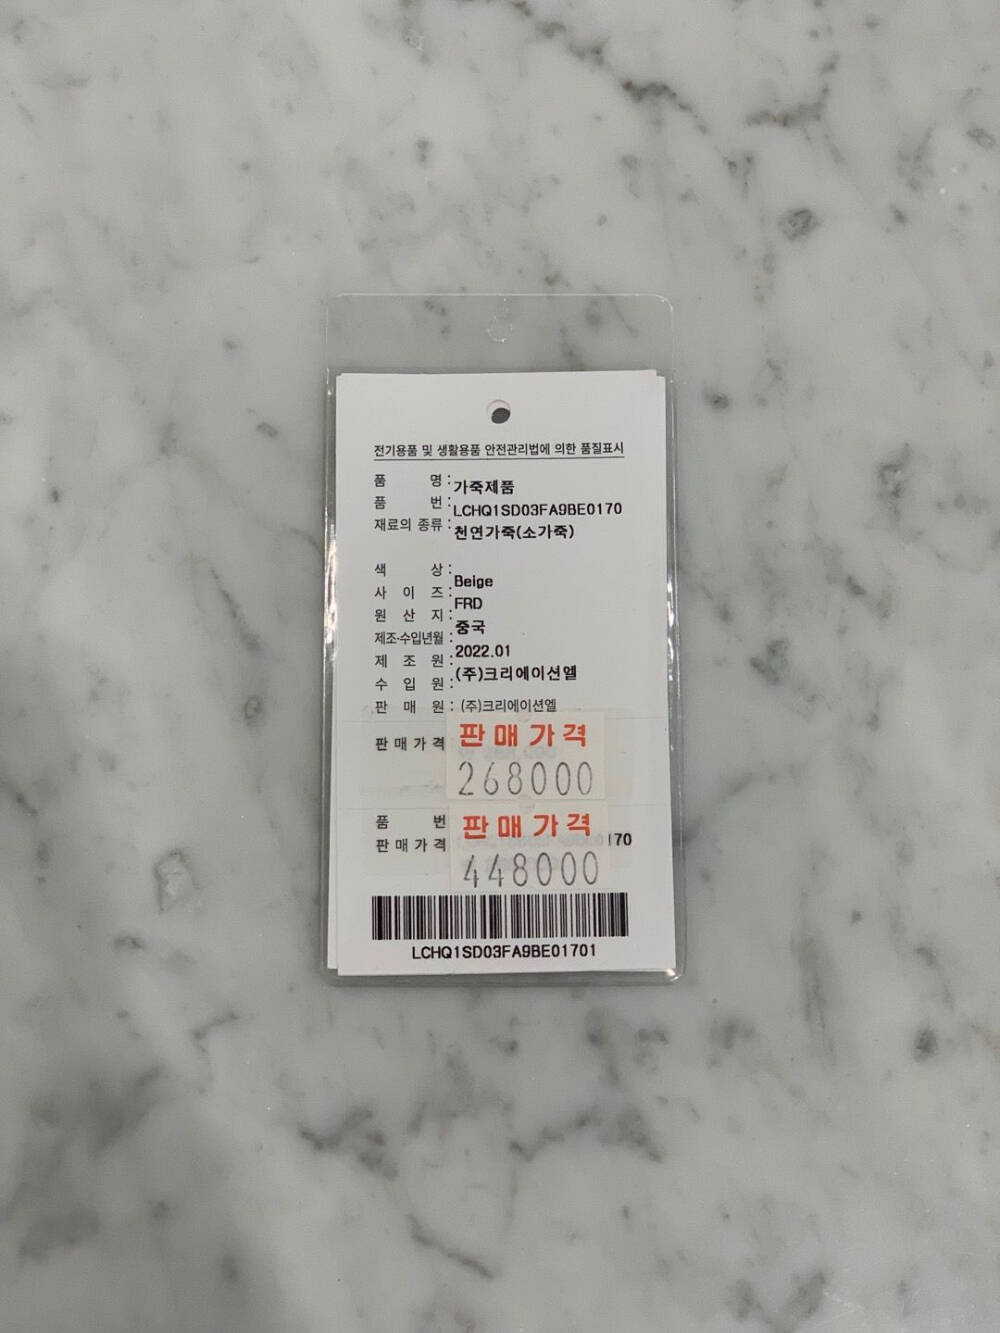 전기용품 및 생활용품 안전관리법에 의한 품질표시
품 명 : 가죽제품
품 번 : LCHQ1SD03FA9BE0170
재료의 종류 : 천연가죽(소가죽)
색 상 : Beige
사 이 즈 : FRD
원 산 지 : 중국
제조·수입년월 : 2022.01
제 조 원 : (주)크리에이션엘
수 입 원 :
판 매 원 : (주)크리에이션엘
판매가격 판매가격
268000
품 번 판매가격
판매가격 170
448000
LCHQ1SD03FA9BE01701